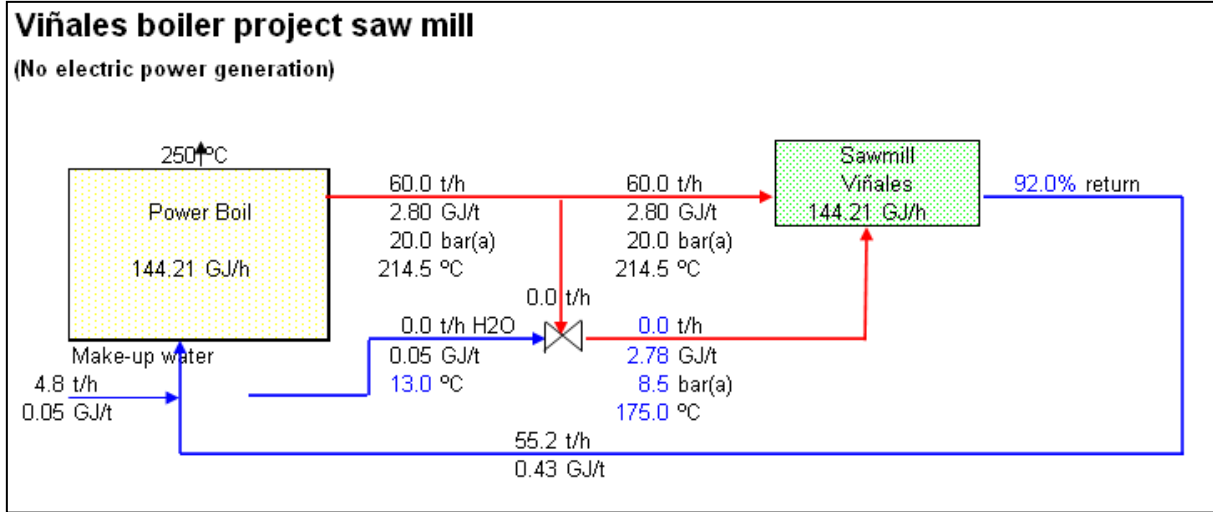 Viñales boiler project saw mill
(No electric power generation)
250 ºC
Power Boil
144.21 GJ/h
60.0 t/h
2.80 GJ/t
20.0 bar(a)
214.5 ºC
60.0 t/h
2.80 GJ/t
20.0 bar(a)
214.5 ºC
Sawmill
Viñales
144.21 GJ/h
92.0% return
0.0 t/h
0.0 t/h H2O
0.05 GJ/t
13.0 ºC
0.0 t/h
2.78 GJ/t
8.5 bar(a)
175.0 ºC
Make-up water
4.8 t/h
0.05 GJ/t
55.2 t/h
0.43 GJ/t